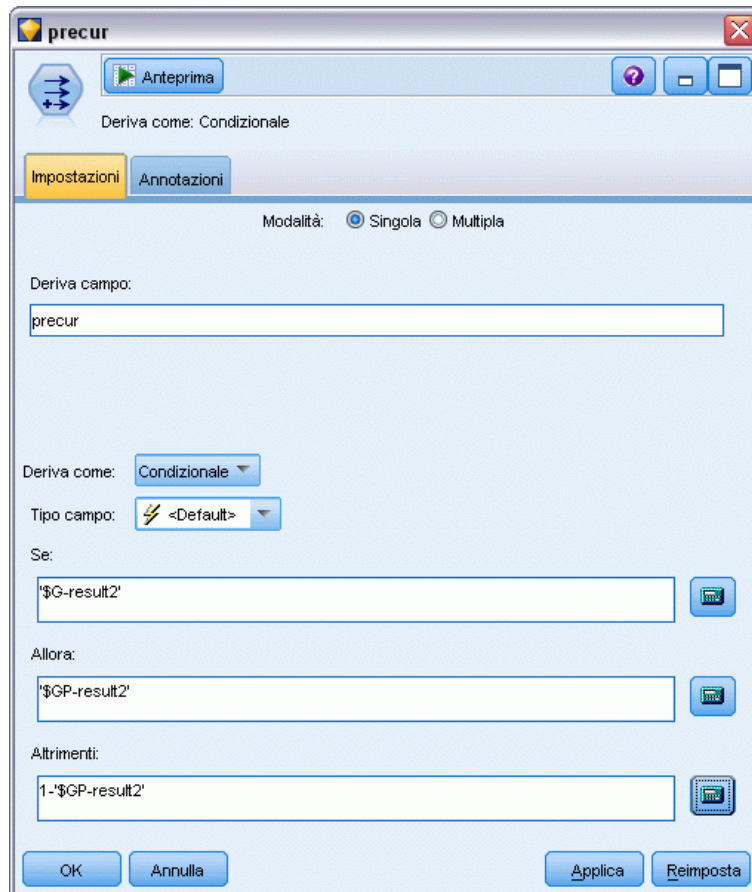 precur
Anteprima
Deriva come: Condizionale
Impostazioni Annotazioni
Modalità: Singola Multipla
Deriva campo:
precur
Deriva come: Condizionale
Tipo campo: <Default>
Se:
'$G-result2'
Allora:
'$GP-result2'
Altrimenti:
1-'$GP-result2'
OK Annulla Applica Reimposta